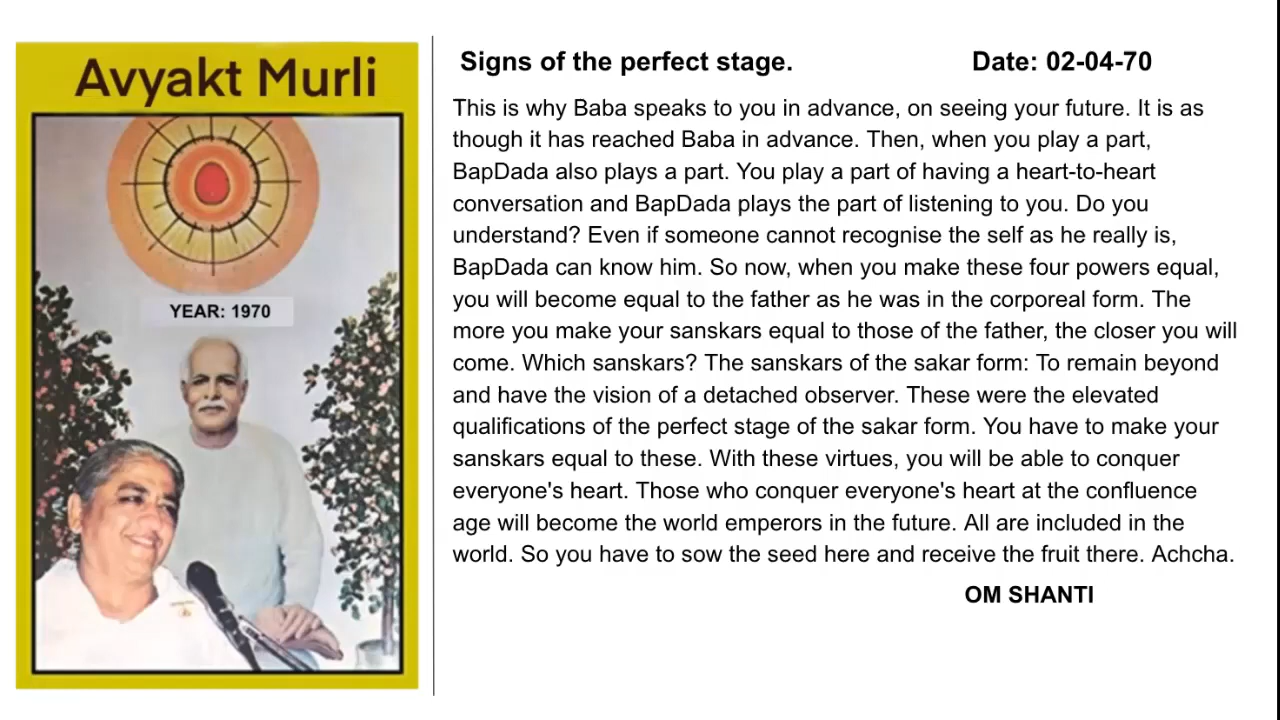 Avyakt Murli
YEAR: 1970
Signs of the perfect stage. Date: 02-04-70
This is why Baba speaks to you in advance, on seeing your future. It is as
though it has reached Baba in advance. Then, when you play a part,
BapDada also plays a part. You play a part of having a heart-to-heart
conversation and BapDada plays the part of listening to you. Do you
understand? Even if someone cannot recognise the self as he really is,
BapDada can know him. So now, when you make these four powers equal,
you will become equal to the father as he was in the corporeal form. The
more you make your sanskars equal to those of the father, the closer you will
come. Which sanskars? The sanskars of the sakar form: To remain beyond
and have the vision of a detached observer. These were the elevated
qualifications of the perfect stage of the sakar form. You have to make your
sanskars equal to these. With these virtues, you will be able to conquer
everyone's heart. Those who conquer everyone's heart at the confluence
age will become the world emperors in the future. All are included in the
world. So you have to sow the seed here and receive the fruit there. Achcha.
OM SHANTI